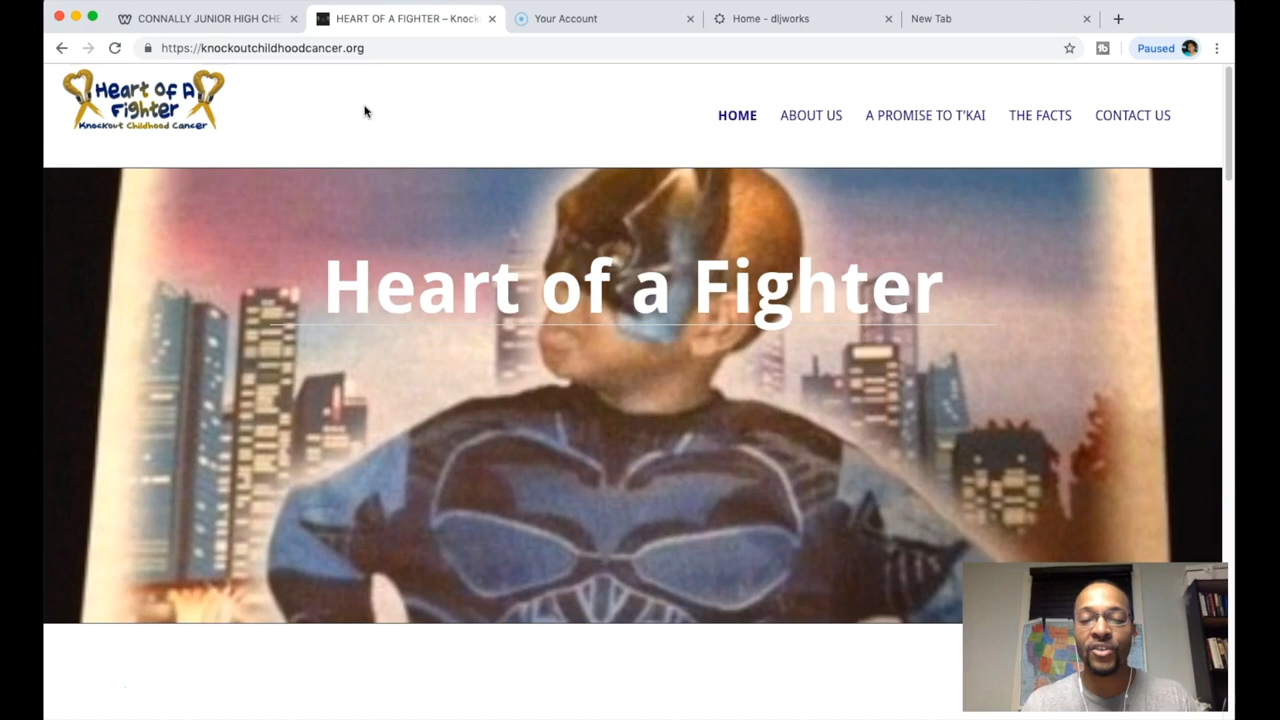 CONNALLY JUNIOR HIGH CHE
HEART OF A FIGHTER – Knock
Your Account
Home - dljworks
New Tab
https://knockoutchildhoodcancer.org
Paused
Heart Of A
Fighter
Knockout Childhood Cancer
HOME
ABOUT US
A PROMISE TO T'KAI
THE FACTS
CONTACT US
Heart of a Fighter